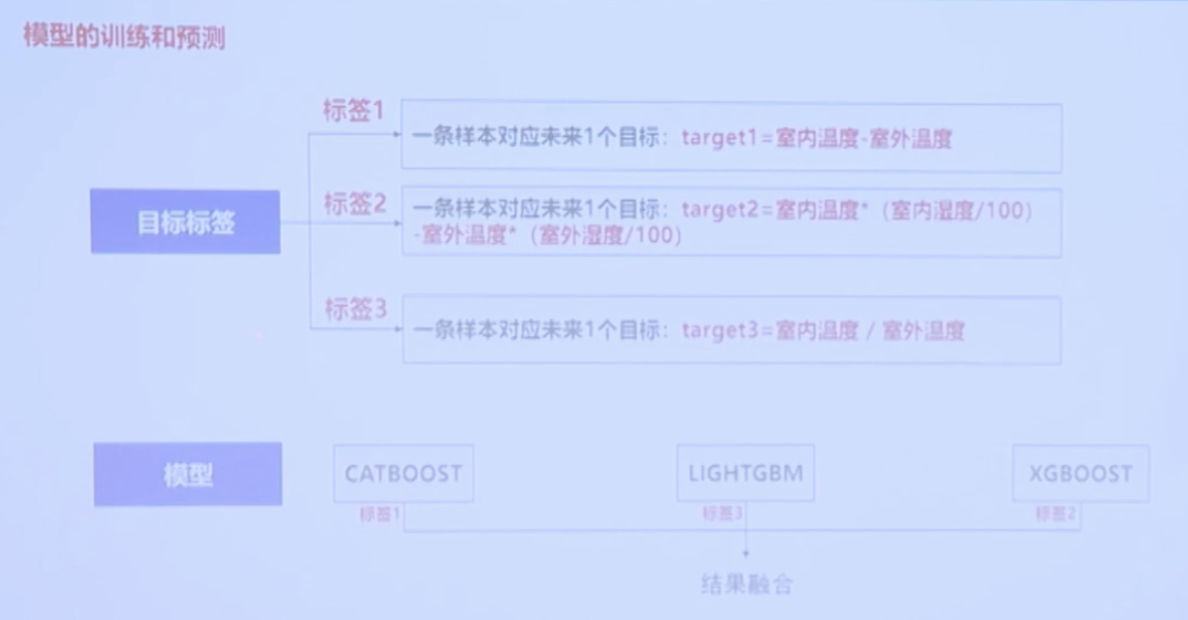 模型的训练和预测
标签1
一条样本对应未来1个目标：target1=室内温度-室外温度
目标标签
标签2
一条样本对应未来1个目标：target2=室内温度*（室内湿度/100）
-室外温度*（室外湿度/100）
标签3
一条样本对应未来1个目标：target3=室内温度 / 室外温度
模型
CATBOOST
LIGHTGBM
XGBOOST
标签1
标签3
标签2
结果融合